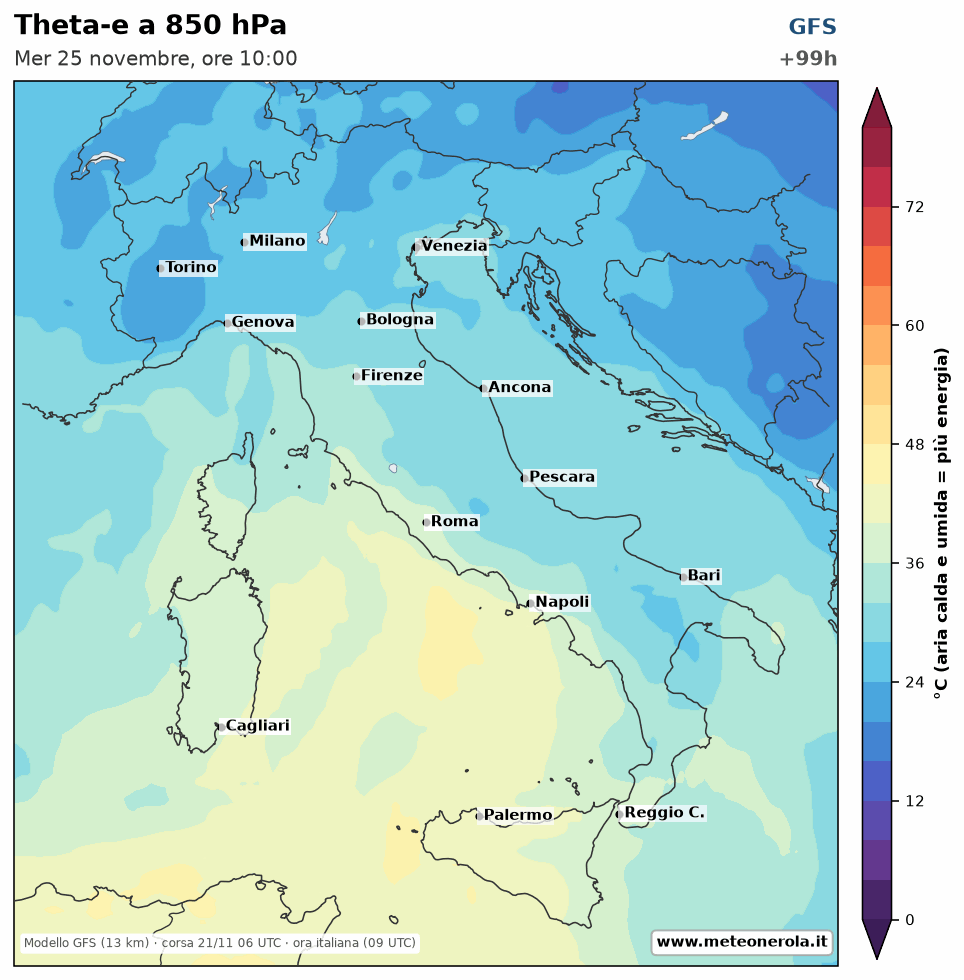 Theta-e a 850 hPa
GFS
Mer 25 novembre, ore 10:00
+99h
Milano
Venezia
Torino
Genova
Bologna
Firenze
Ancona
Pescara
Roma
Bari
Napoli
Cagliari
Palermo
Reggio C.
72
60
48
36
24
12
0
°C (aria calda e umida = più energia)
Modello GFS (13 km) · corsa 21/11 06 UTC · ora italiana (09 UTC)
www.meteonerola.it